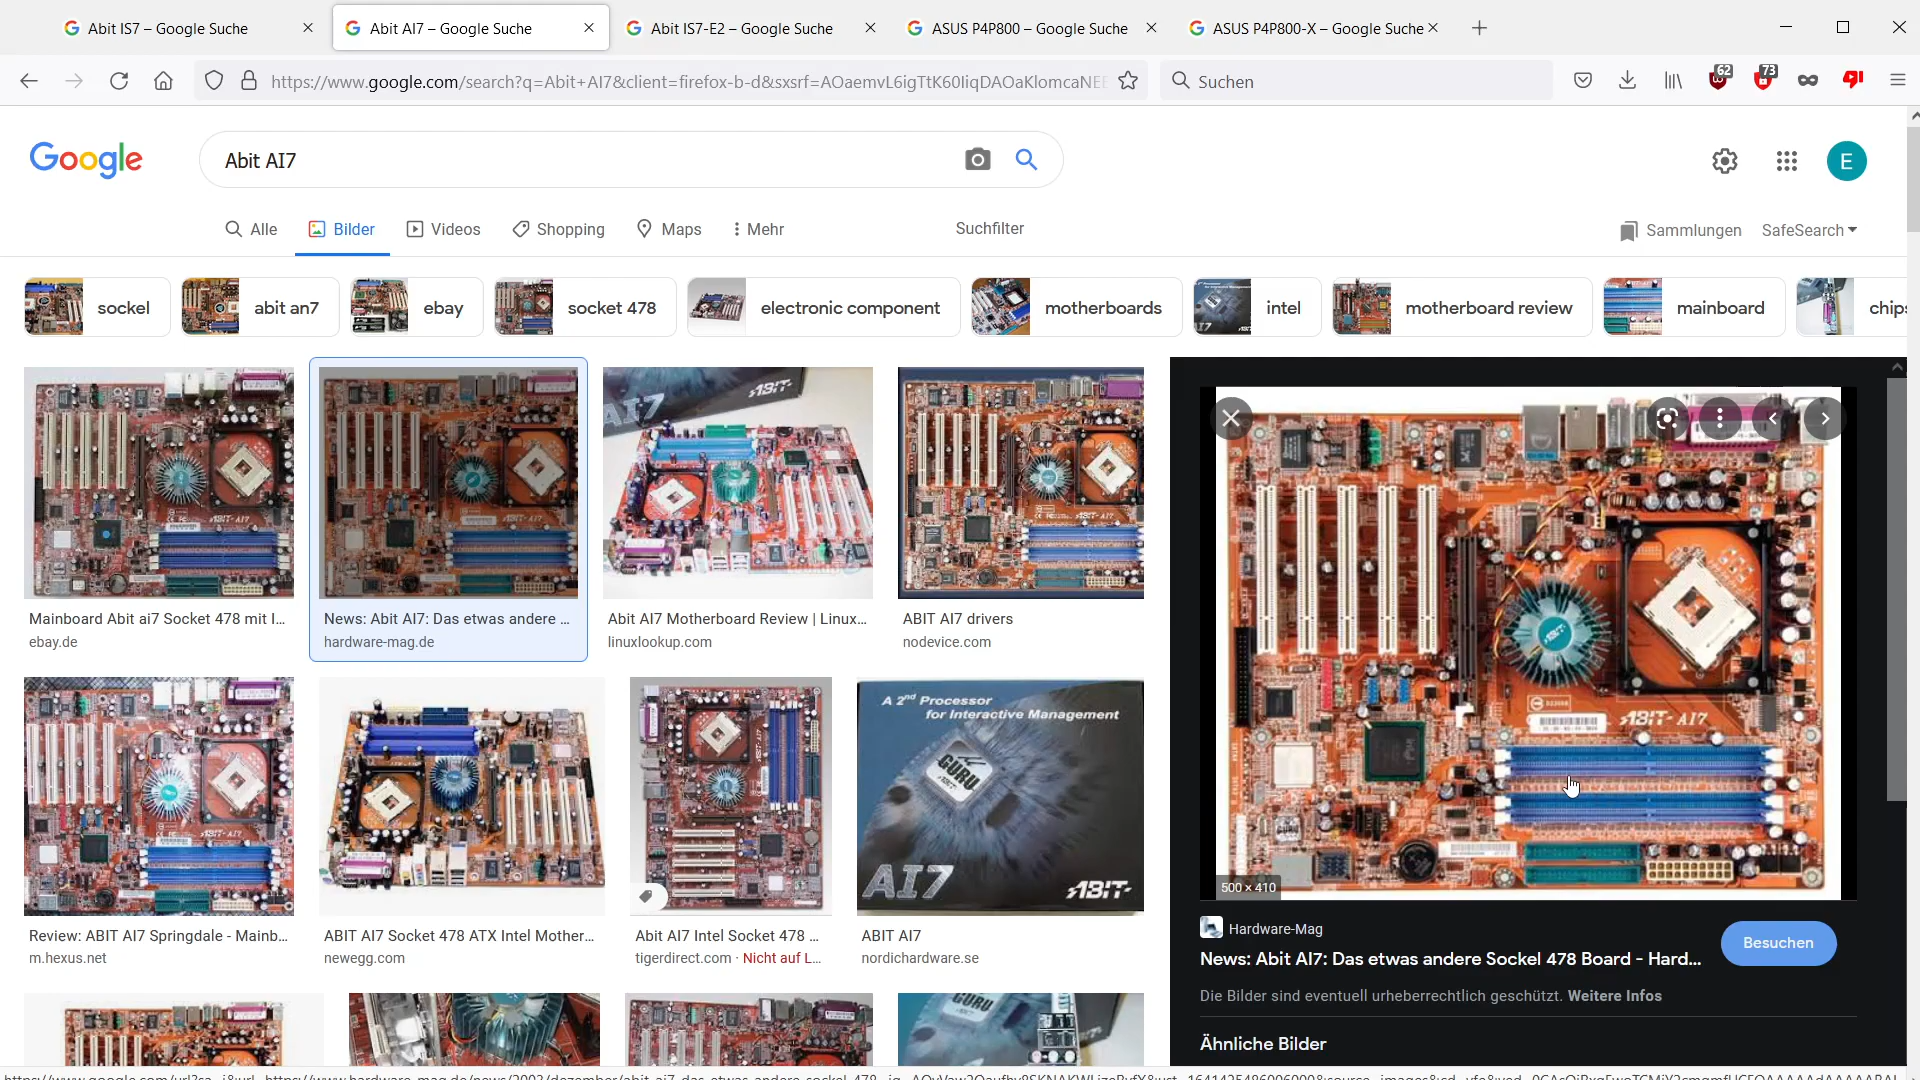 Abit IS7 – Google Suche
Abit AI7 – Google Suche
Abit IS7-E2 – Google Suche
ASUS P4P800 – Google Suche
ASUS P4P800-X – Google Suche
https://www.google.com/search?q=Abit+AI7&client=firefox-b-d&sxsrf=
Suchen
62
73
Google
Abit AI7
E
Alle
Bilder
Videos
Shopping
Maps
Mehr
Suchfilter
Sammlungen
SafeSearch
sockel
abit an7
ebay
socket 478
electronic component
motherboards
intel
motherboard review
mainboard
chips
Mainboard Abit ai7 Socket 478 mit I...
ebay.de
News: Abit AI7: Das etwas andere ...
hardware-mag.de
Abit AI7 Motherboard Review | Linux...
linuxlookup.com
ABIT AI7 drivers
nodevice.com
A 2nd Processor
for Interactive Management
GURU
AI7
ABIT
Review: ABIT AI7 Springdale - Mainb...
m.hexus.net
ABIT AI7 Socket 478 ATX Intel Mother...
newegg.com
Abit AI7 Intel Socket 478 ...
tigerdirect.com · Nicht auf L...
ABIT AI7
nordichardware.se
ABIT-AI7
500 × 410
Hardware-Mag
News: Abit AI7: Das etwas andere Sockel 478 Board - Hard...
Besuchen
Die Bilder sind eventuell urheberrechtlich geschützt. Weitere Infos
Ähnliche Bilder